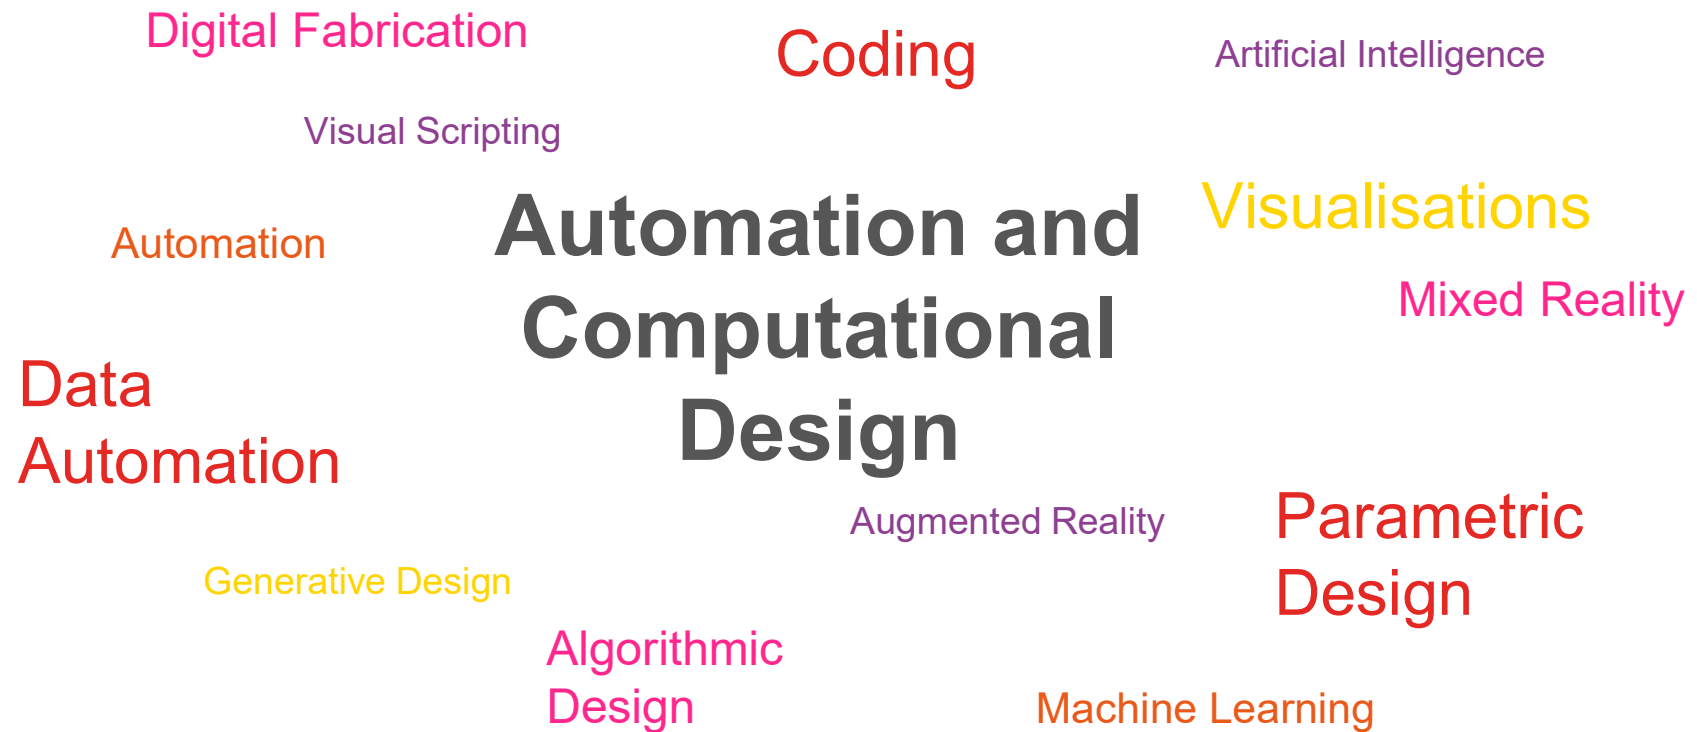 Digital Fabrication
Coding
Artificial Intelligence
Visual Scripting
Automation and
Computational
Design
Visualisations
Automation
Mixed Reality
Data
Automation
Augmented Reality
Parametric
Design
Generative Design
Algorithmic
Design
Machine Learning